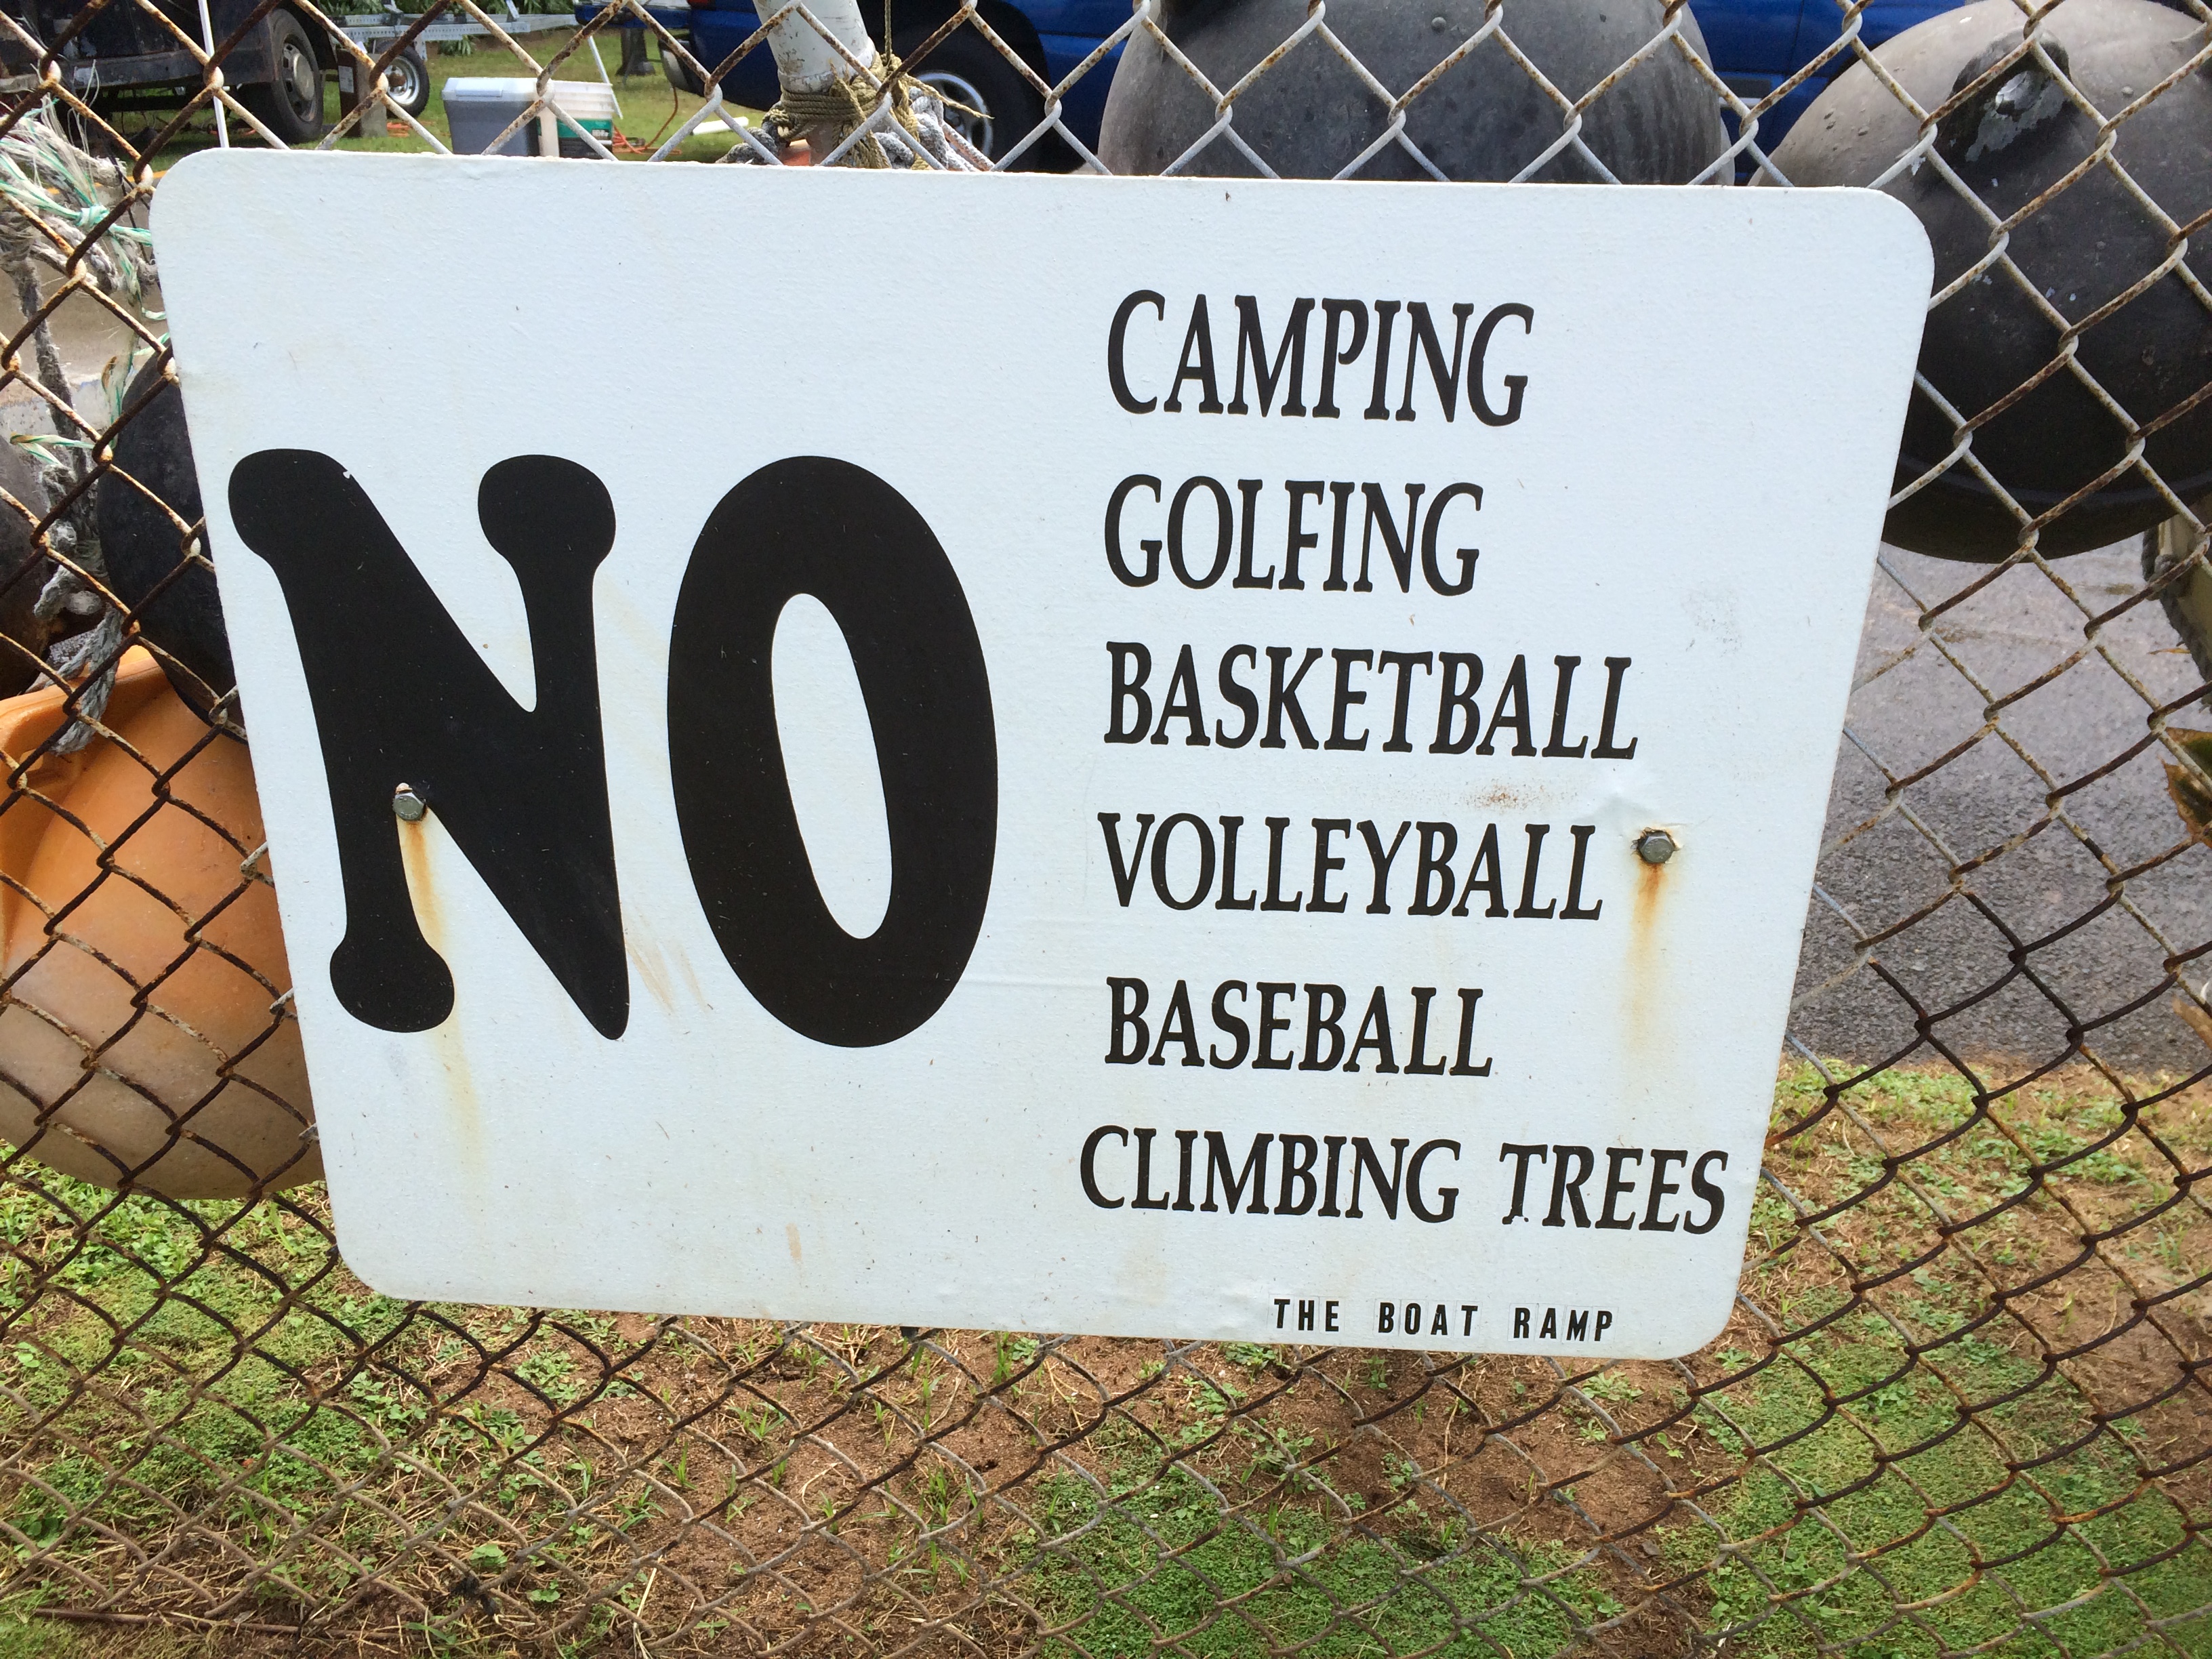 NO
CAMPING
GOLFING
BASKETBALL
VOLLEYBALL
BASEBALL
CLIMBING TREES
THE BOAT RAMP